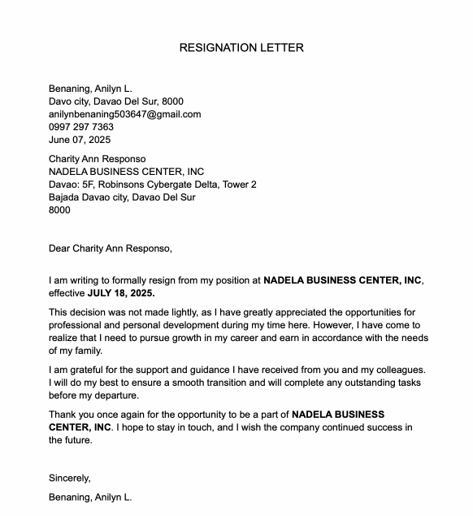 RESIGNATION LETTER
Benaning, Anilyn L.
Davo city, Davao Del Sur, 8000
anilynbenaning503647@gmail.com
0997 297 7363
June 07, 2025
Charity Ann Responso
NADELA BUSINESS CENTER, INC
Davao: 5F, Robinsons Cybergate Delta, Tower 2
Bajada Davao city, Davao Del Sur
8000
Dear Charity Ann Responso,
I am writing to formally resign from my position at NADELA BUSINESS CENTER, INC,
effective JULY 18, 2025.
This decision was not made lightly, as I have greatly appreciated the opportunities for
professional and personal development during my time here. However, I have come to
realize that I need to pursue growth in my career and earn in accordance with the needs
of my family.
I am grateful for the support and guidance I have received from you and my colleagues.
I will do my best to ensure a smooth transition and will complete any outstanding tasks
before my departure.
Thank you once again for the opportunity to be a part of NADELA BUSINESS
CENTER, INC. I hope to stay in touch, and I wish the company continued success in
the future.
Sincerely,
Benaning, Anilyn L.